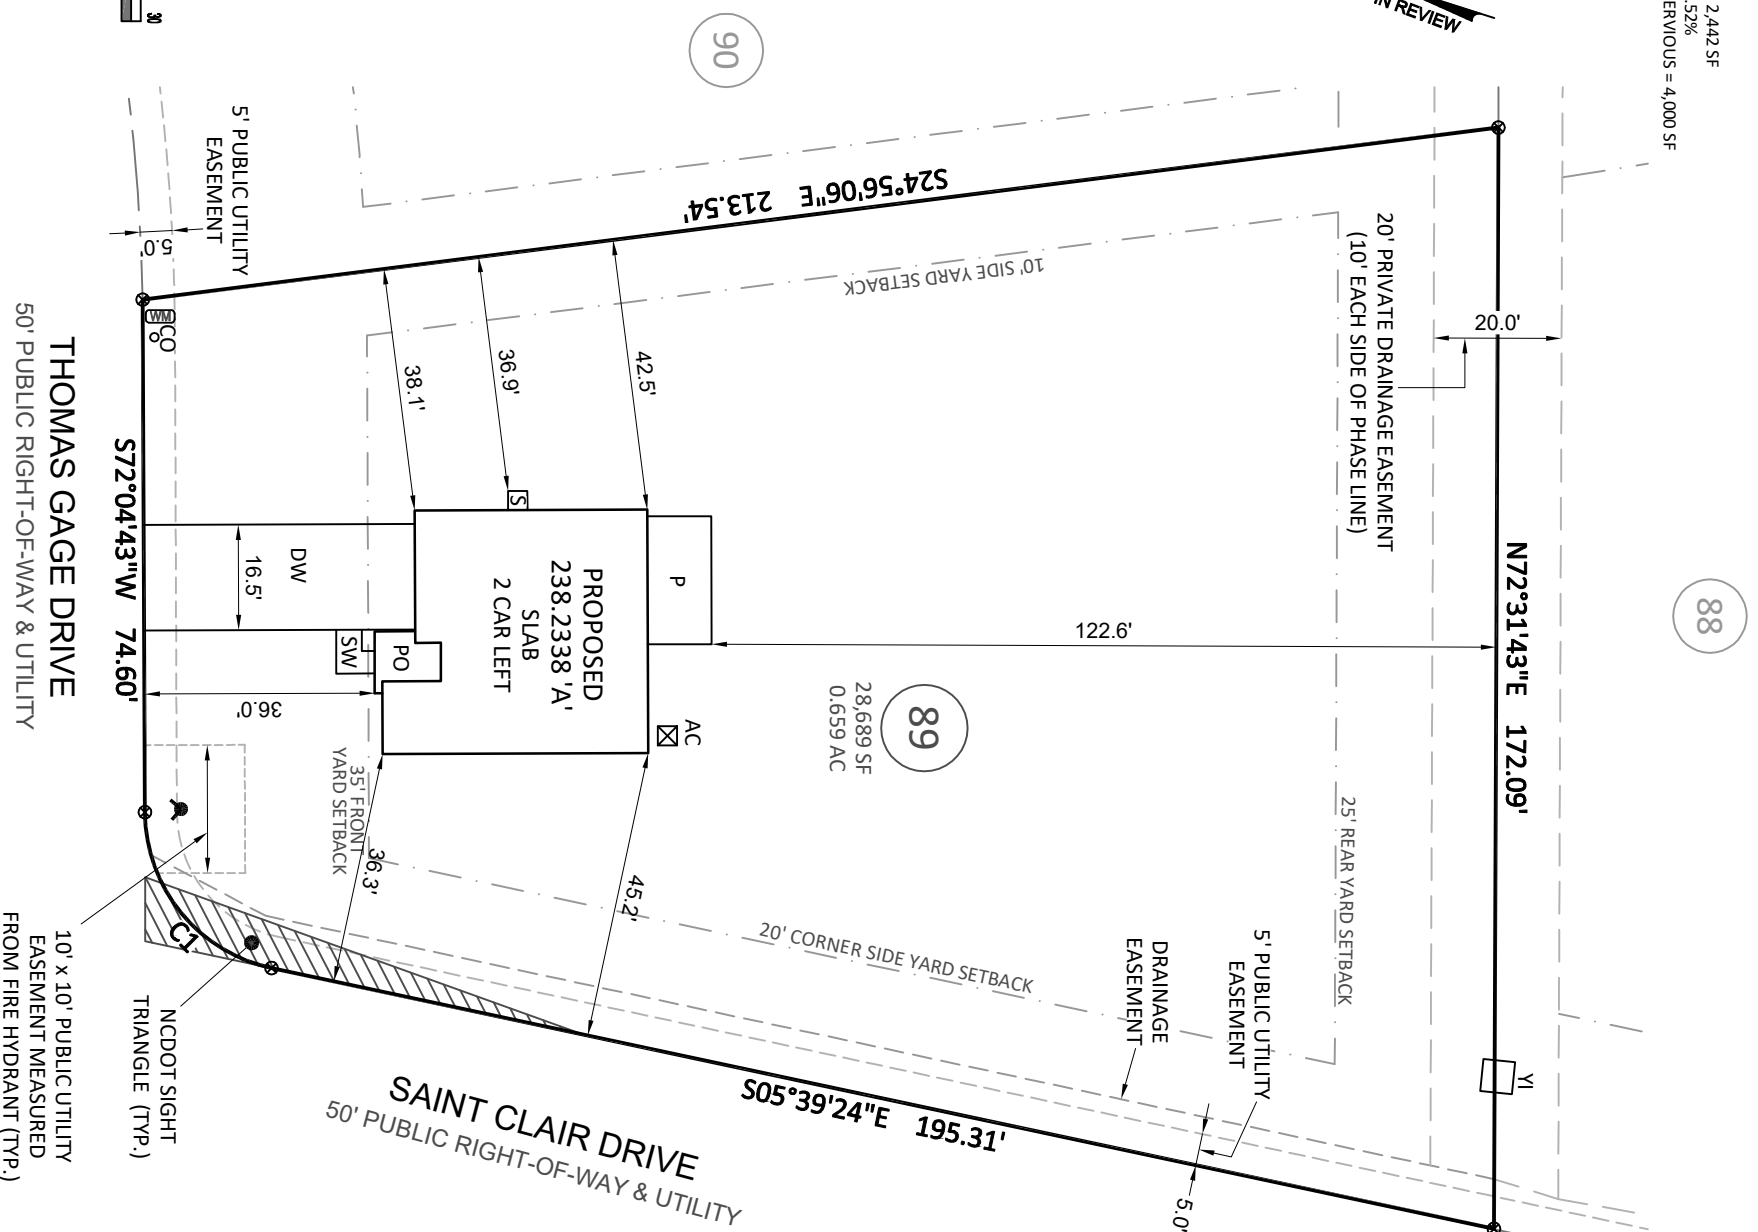 2,442 SF
.52%
ERVIOUS = 4,000 SF
IN REVIEW
30
90
5' PUBLIC UTILITY
EASEMENT
5.0'
S24°56'06"E 213.54'
10' SIDE YARD SETBACK
20' PRIVATE DRAINAGE EASEMENT
(10' EACH SIDE OF PHASE LINE)
20.0'
WM
CO
THOMAS GAGE DRIVE
50' PUBLIC RIGHT-OF-WAY & UTILITY
S72°04'43"W 74.60'
38.1'
36.9'
42.5'
S
DW
16.5'
PROPOSED
238.2338 'A'
SLAB
2 CAR LEFT
P
PO
SW
36.0'
AC
122.6'
N72°31'43"E 172.09'
88
89
28,689 SF
0.659 AC
35' FRONT
YARD SETBACK
36.3'
45.2'
25' REAR YARD SETBACK
20' CORNER SIDE YARD SETBACK
DRAINAGE
EASEMENT
5' PUBLIC UTILITY
EASEMENT
5.0'
YI
C1
10' x 10' PUBLIC UTILITY
EASEMENT MEASURED
FROM FIRE HYDRANT (TYP.)
NCDOT SIGHT
TRIANGLE (TYP.)
S05°39'24"E 195.31'
SAINT CLAIR DRIVE
50' PUBLIC RIGHT-OF-WAY & UTILITY